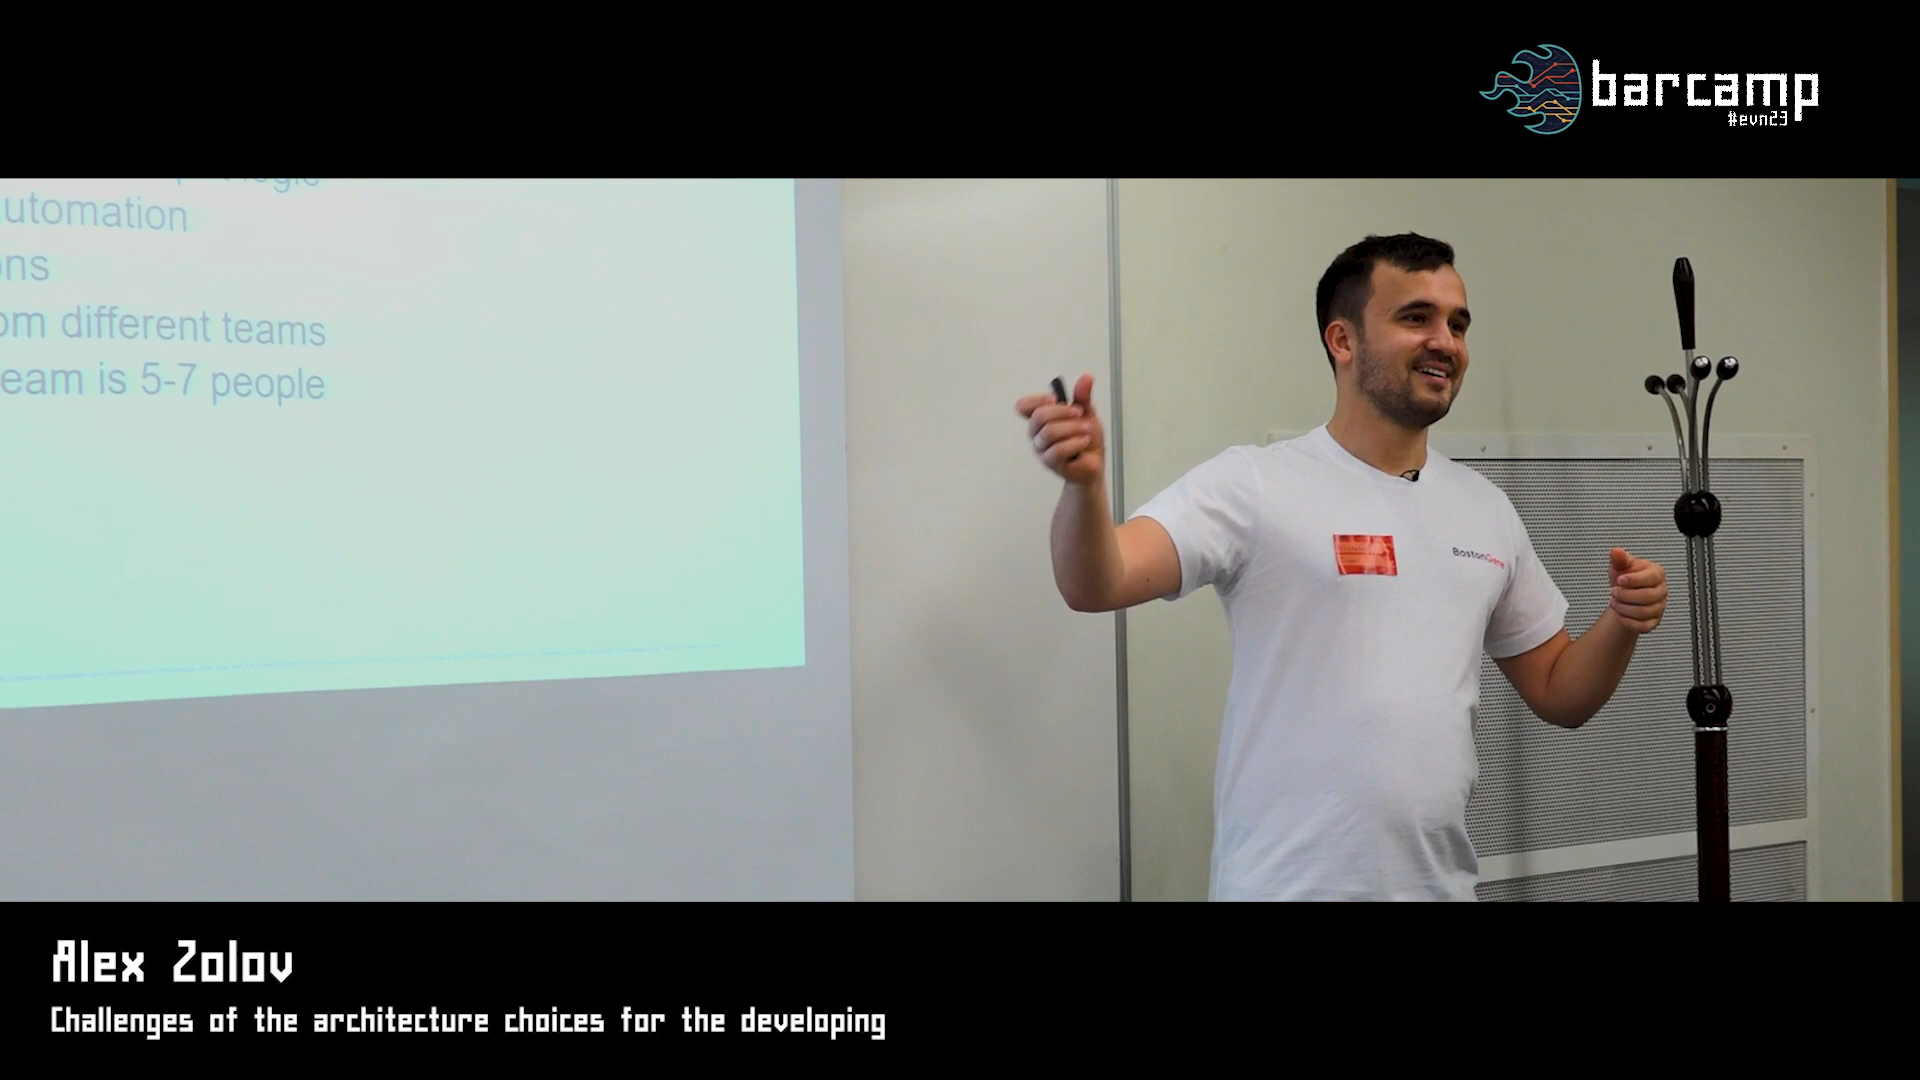 barcamp
#evn23
utomation
ons
om different teams
eam is 5-7 people
BostonGene
Alex Zolov
Challenges of the architecture choices for the developing